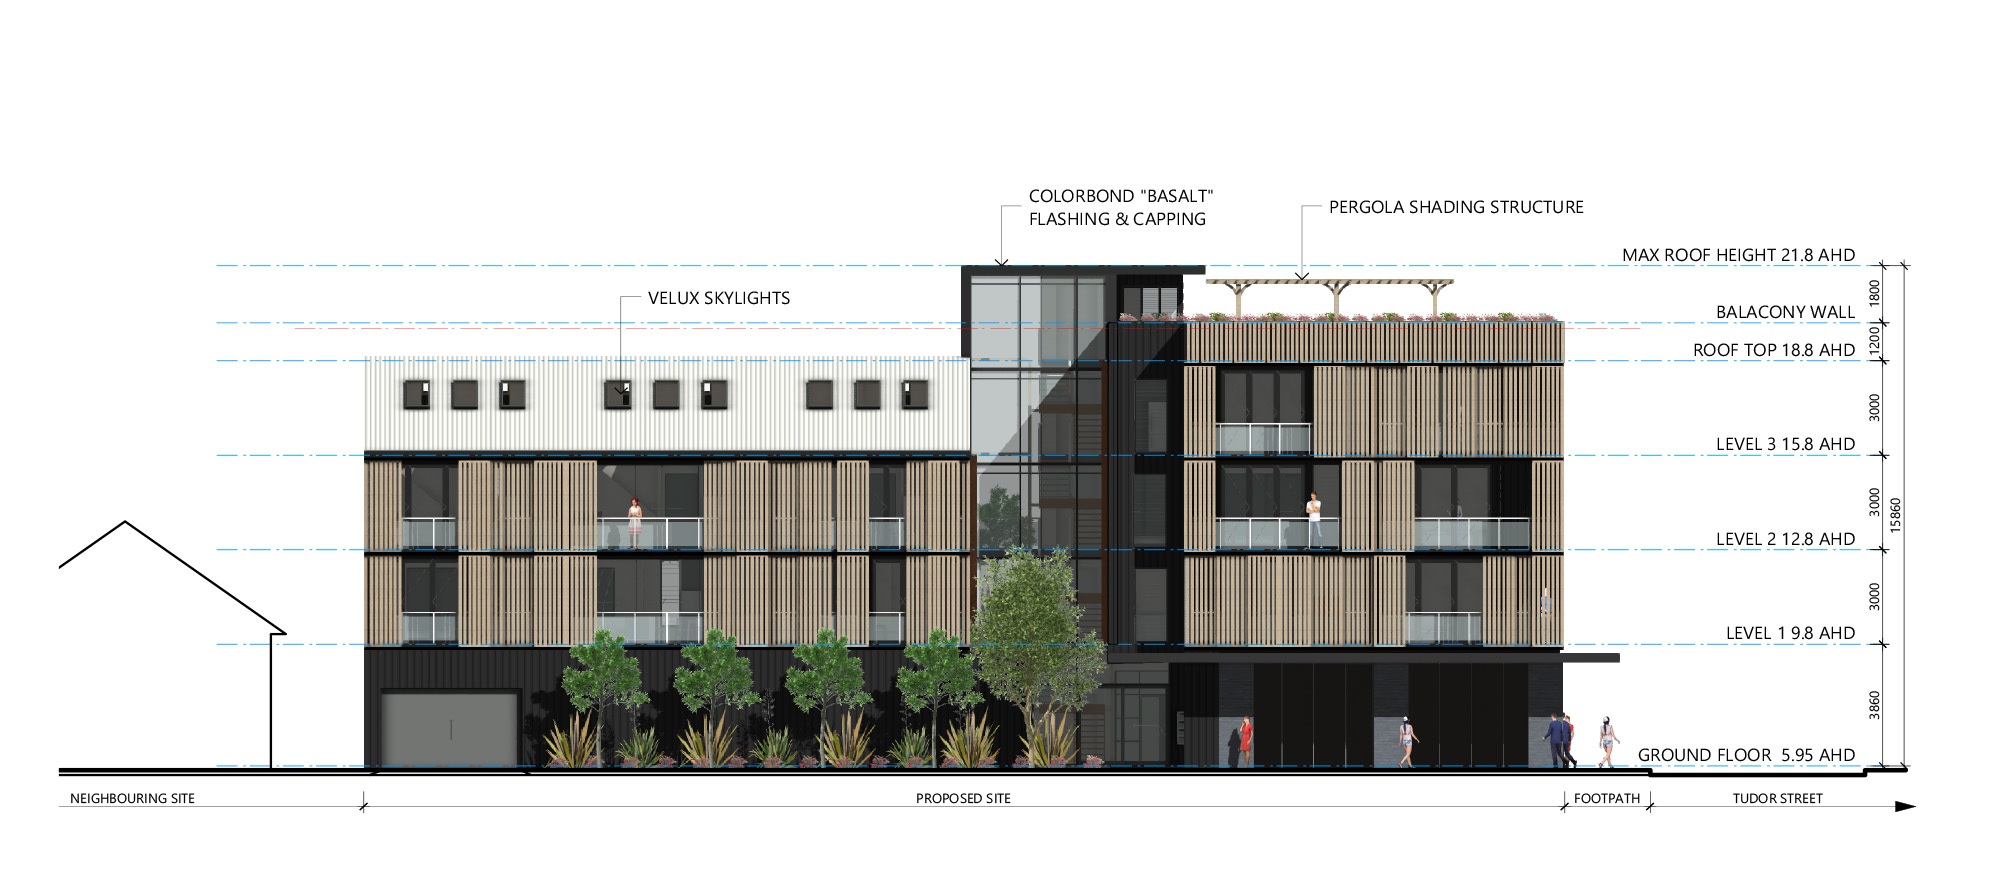 COLORBOND "BASALT"
FLASHING & CAPPING
PERGOLA SHADING STRUCTURE
VELUX SKYLIGHTS
MAX ROOF HEIGHT 21.8 AHD
BALACONY WALL
ROOF TOP 18.8 AHD
LEVEL 3 15.8 AHD
LEVEL 2 12.8 AHD
LEVEL 1 9.8 AHD
GROUND FLOOR 5.95 AHD
1800
1200
3000
3000
3000
3860
15860
NEIGHBOURING SITE
PROPOSED SITE
FOOTPATH
TUDOR STREET